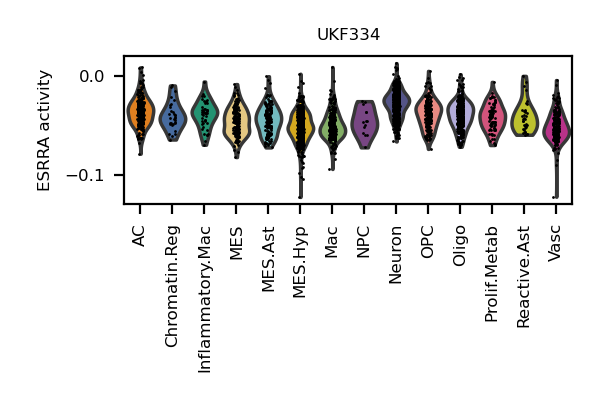 UKF334
ESRRA activity
0.0
−0.1
AC
Chromatin.Reg
Inflammatory.Mac
MES
MES.Ast
MES.Hyp
Mac
NPC
Neuron
OPC
Oligo
Prolif.Metab
Reactive.Ast
Vasc